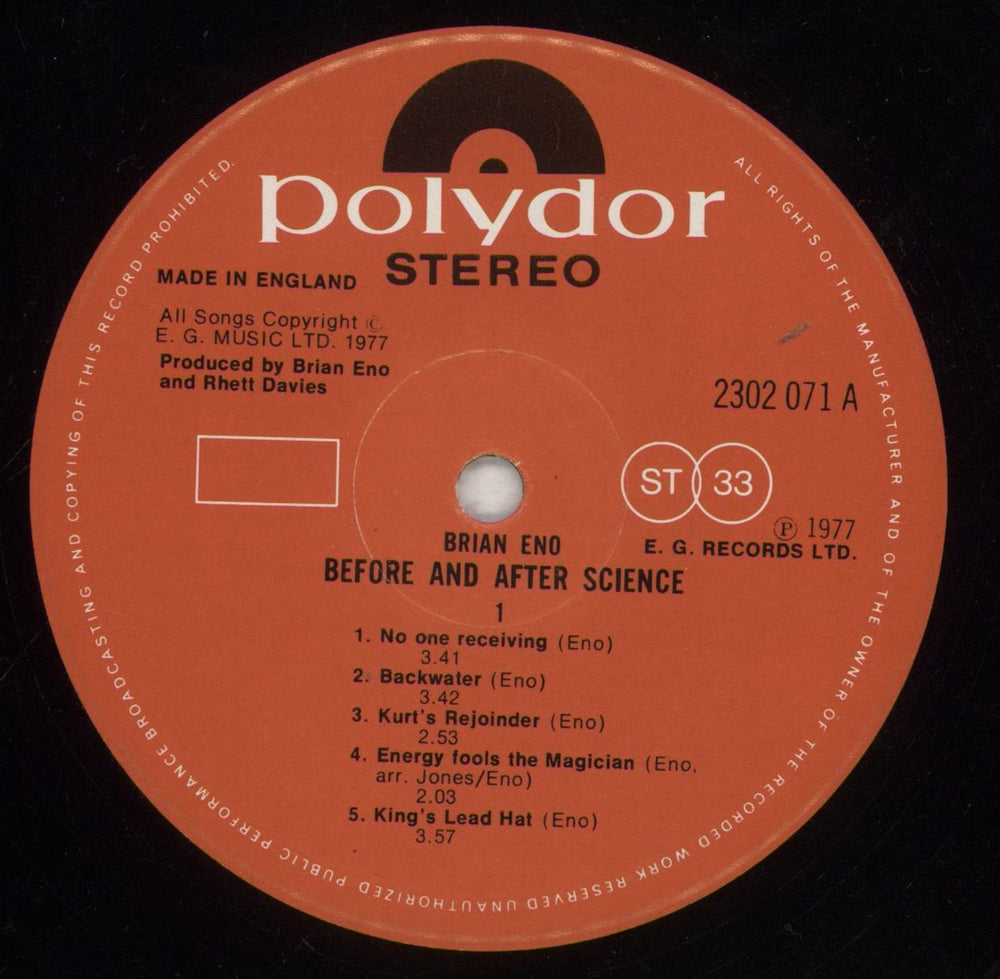 polydor
STEREO
MADE IN ENGLAND
All Songs Copyright ©
E. G. MUSIC LTD. 1977
Produced by Brian Eno
and Rhett Davies
2302 071 A
ST 33
℗ 1977
E. G. RECORDS LTD.
BRIAN ENO
BEFORE AND AFTER SCIENCE
1
1. No one receiving (Eno)
3.41
2. Backwater (Eno)
3.42
3. Kurt's Rejoinder (Eno)
2.53
4. Energy fools the Magician (Eno,
arr. Jones/Eno)
2.03
5. King's Lead Hat (Eno)
3.57
ALL RIGHTS OF THE MANUFACTURER AND OF THE OWNER OF THE RECORDED WORK RESERVED UNAUTHORIZED PUBLIC PERFORMANCE BROADCASTING AND COPYING OF THIS RECORD PROHIBITED.